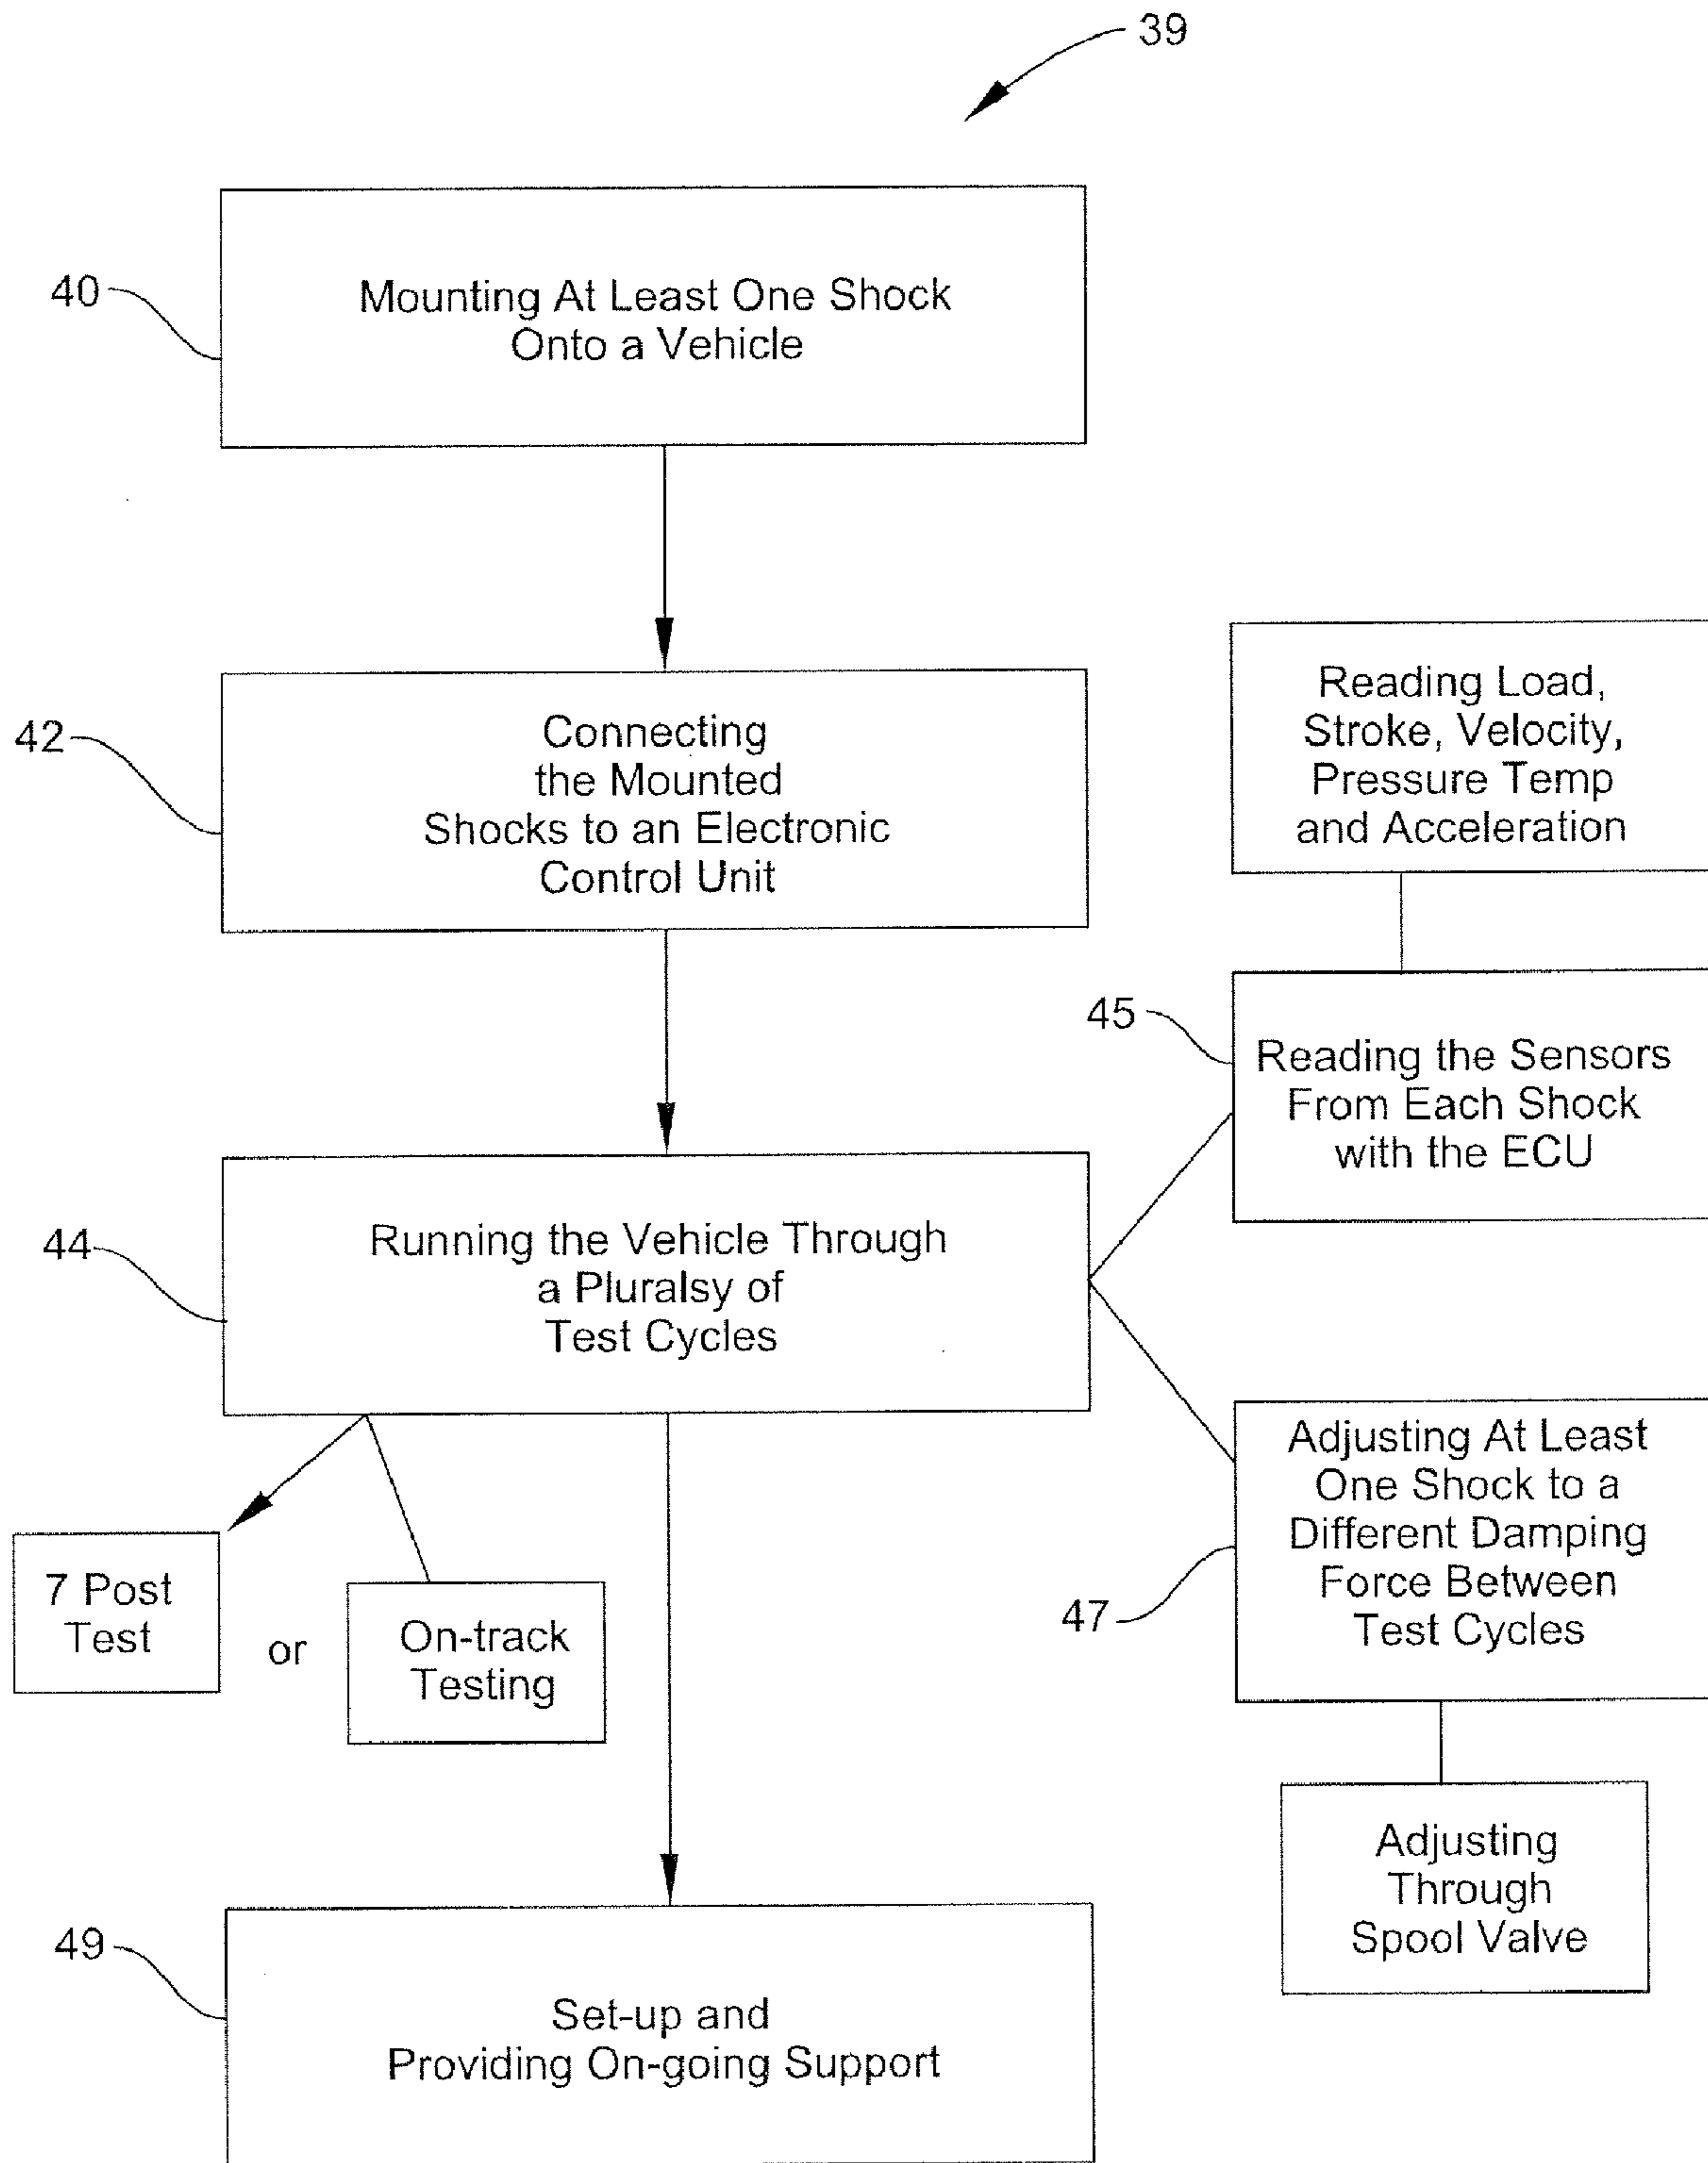 39
40
Mounting At Least One Shock
Onto a Vehicle
42
Connecting
the Mounted
Shocks to an Electronic
Control Unit
Reading Load,
Stroke, Velocity,
Pressure Temp
and Acceleration
45
Reading the Sensors
From Each Shock
with the ECU
44
Running the Vehicle Through
a Pluralsy of
Test Cycles
47
Adjusting At Least
One Shock to a
Different Damping
Force Between
Test Cycles
7 Post
Test
or
On-track
Testing
Adjusting
Through
Spool Valve
49
Set-up and
Providing On-going Support